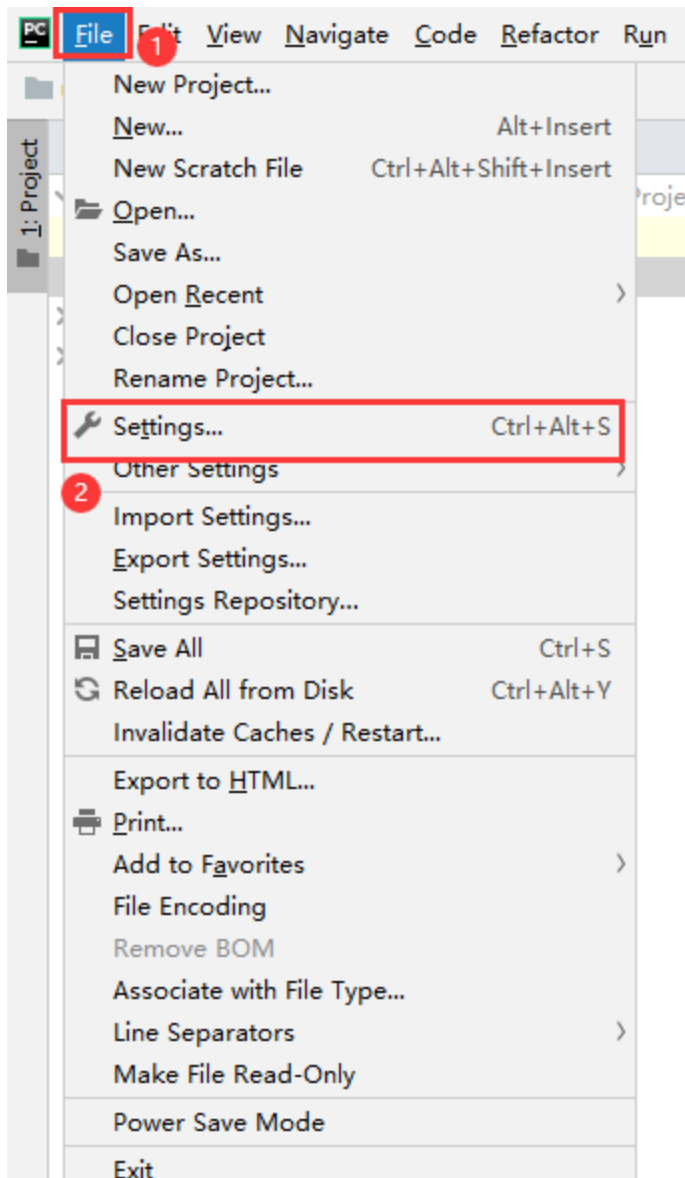 PC File Edit View Navigate Code Refactor Run
1
New Project...
New... Alt+Insert
New Scratch File Ctrl+Alt+Shift+Insert
Open...
Save As...
Open Recent
Close Project
Rename Project...
Settings... Ctrl+Alt+S
Other Settings
2
Import Settings...
Export Settings...
Settings Repository...
Save All Ctrl+S
Reload All from Disk Ctrl+Alt+Y
Invalidate Caches / Restart...
Export to HTML...
Print...
Add to Favorites
File Encoding
Remove BOM
Associate with File Type...
Line Separators
Make File Read-Only
Power Save Mode
Exit
1: Project